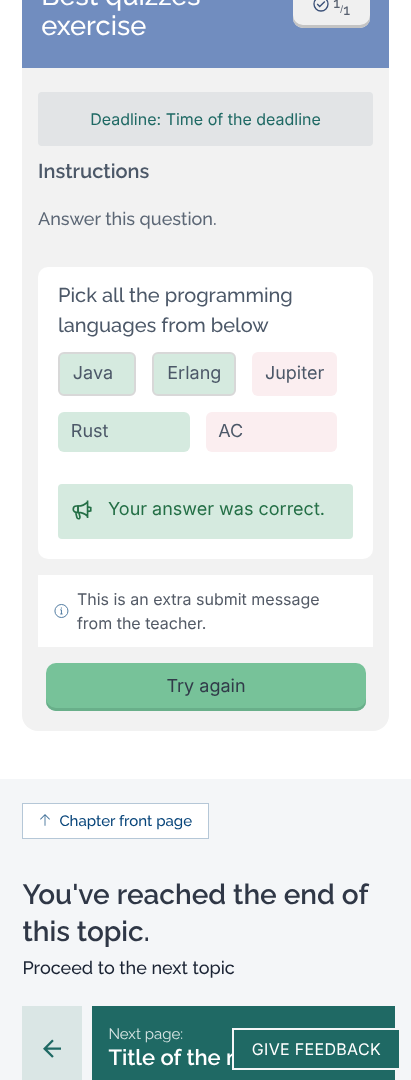 Best quizzes
exercise
1/1
Deadline: Time of the deadline
Instructions
Answer this question.
Pick all the programming
languages from below
Java
Erlang
Jupiter
Rust
AC
Your answer was correct.
This is an extra submit message
from the teacher.
Try again
Chapter front page
You've reached the end of
this topic.
Proceed to the next topic
Next page:
Title of the
GIVE FEEDBACK